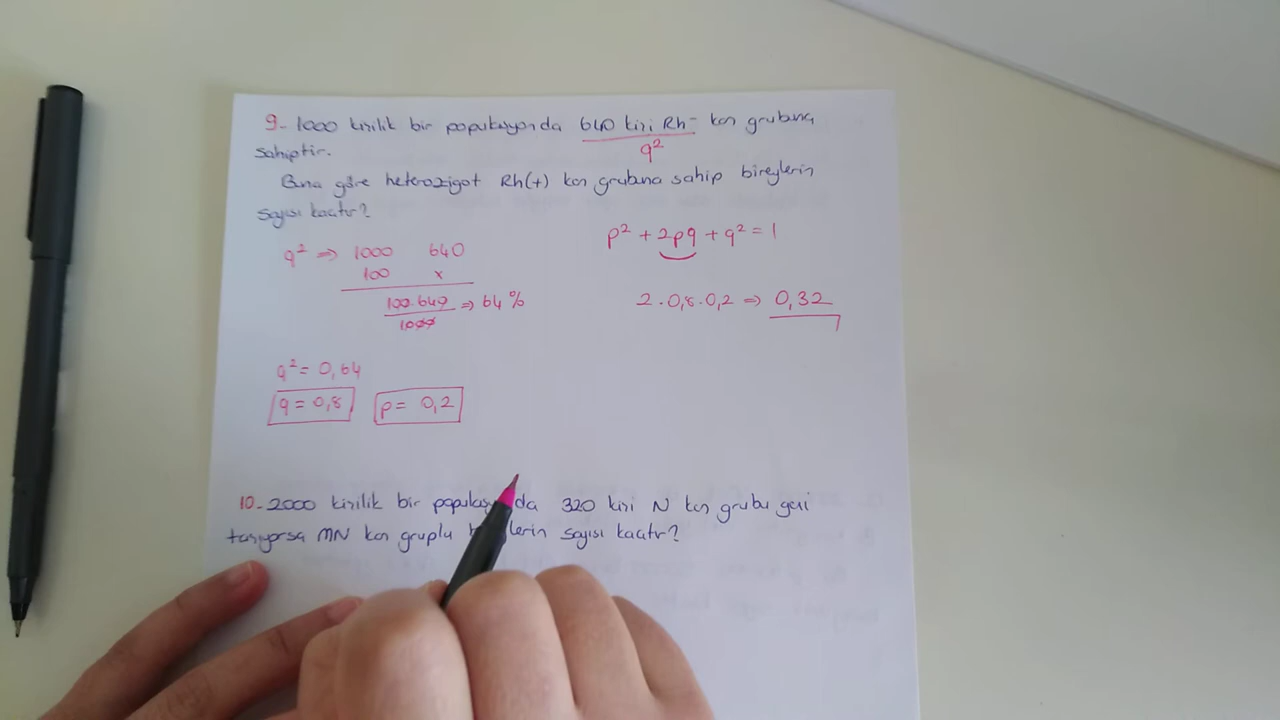 9- 1000 kişilik bir populasyonda 640 kişi Rh- kan grubuna
q²
sahiptir.
Buna göre heterozigot Rh(+) kan grubuna sahip bireylerin
sayısı kaçtır?
q² ⇒ 1000 640
100 x
100.640 ⇒ 64 %
1000
q² = 0,64
q = 0,8 p = 0,2
p² + 2pq + q² = 1
2 . 0,8 . 0,2 ⇒ 0,32
10- 2000 kişilik bir da 320 kişi N kan grubu geni
taşıyorsa MN kan gruplu sayısı kaçtır?